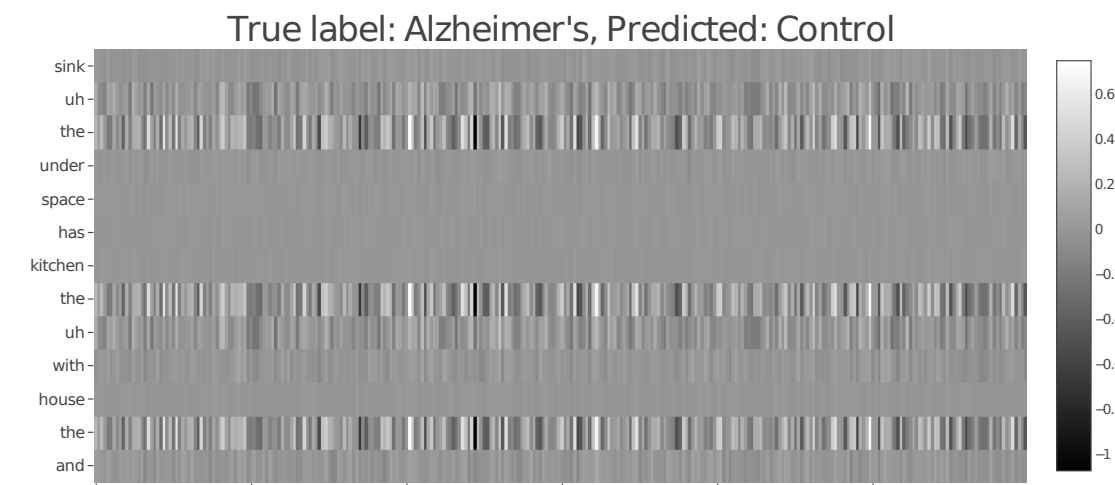 True label: Alzheimer's, Predicted: Control
sink
uh
the
under
space
has
kitchen
the
uh
with
house
the
and
0.6
0.4
0.2
0
−1